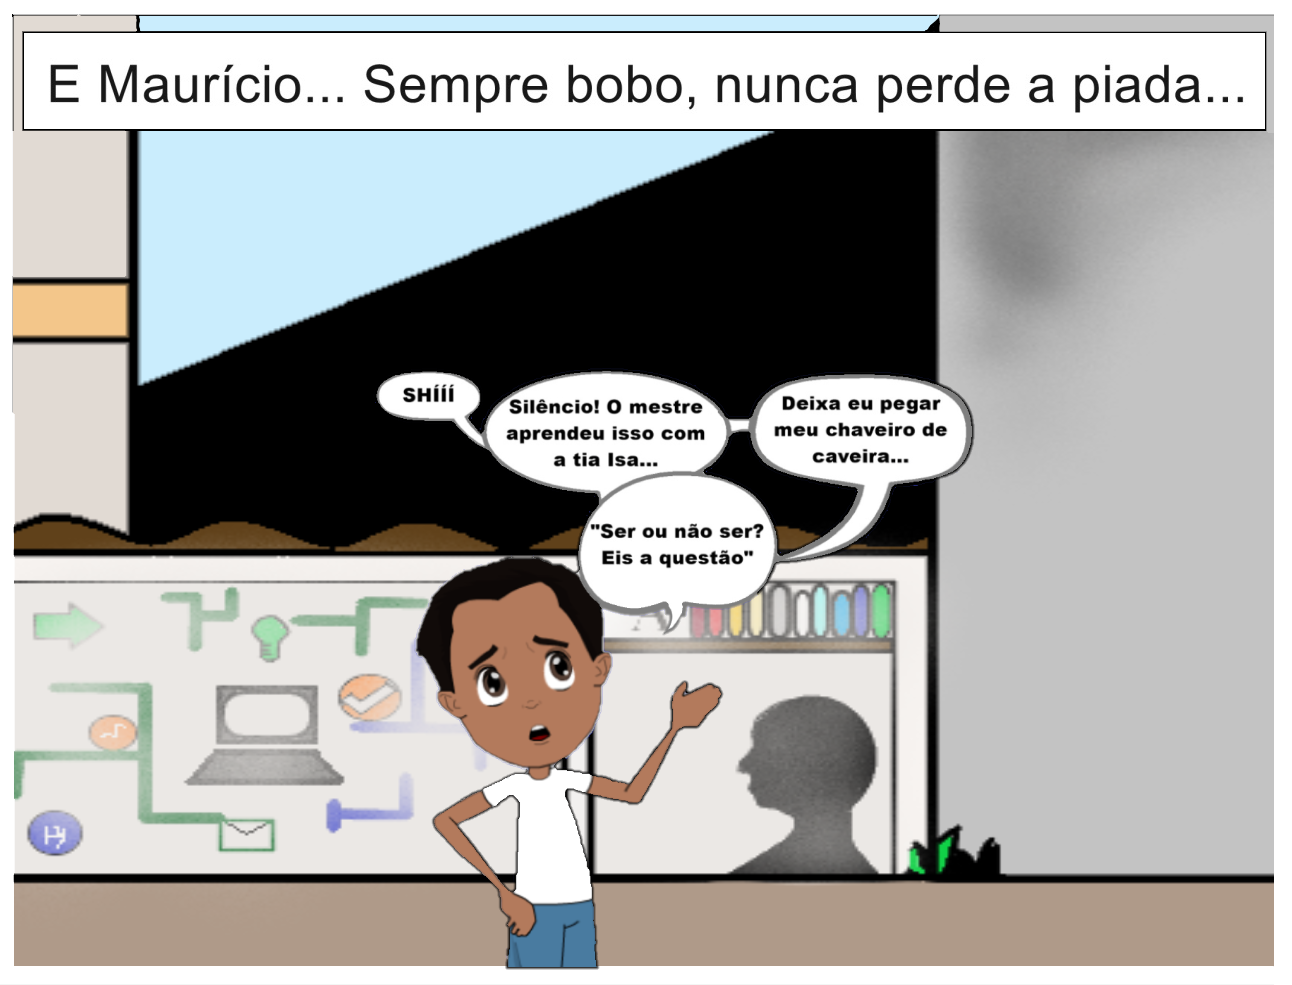 E Maurício... Sempre bobo, nunca perde a piada...
SHÍÍÍ
Silêncio! O mestre
aprendeu isso com
a tia Isa...
Deixa eu pegar
meu chaveiro de
caveira...
"Ser ou não ser?
Eis a questão"